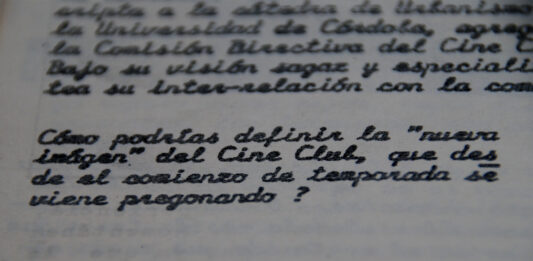 cripta a la cátedra de Urbanismo
la Universidad de Córdoba, agreg
la Comisión Directiva del Cine C
Bajo su visión sagaz y especiali
tea su inter-relación con la com
Cómo podrías definir la "nueva
imágen" del Cine Club, que des
de el comienzo de temporada se
viene pregonando ?